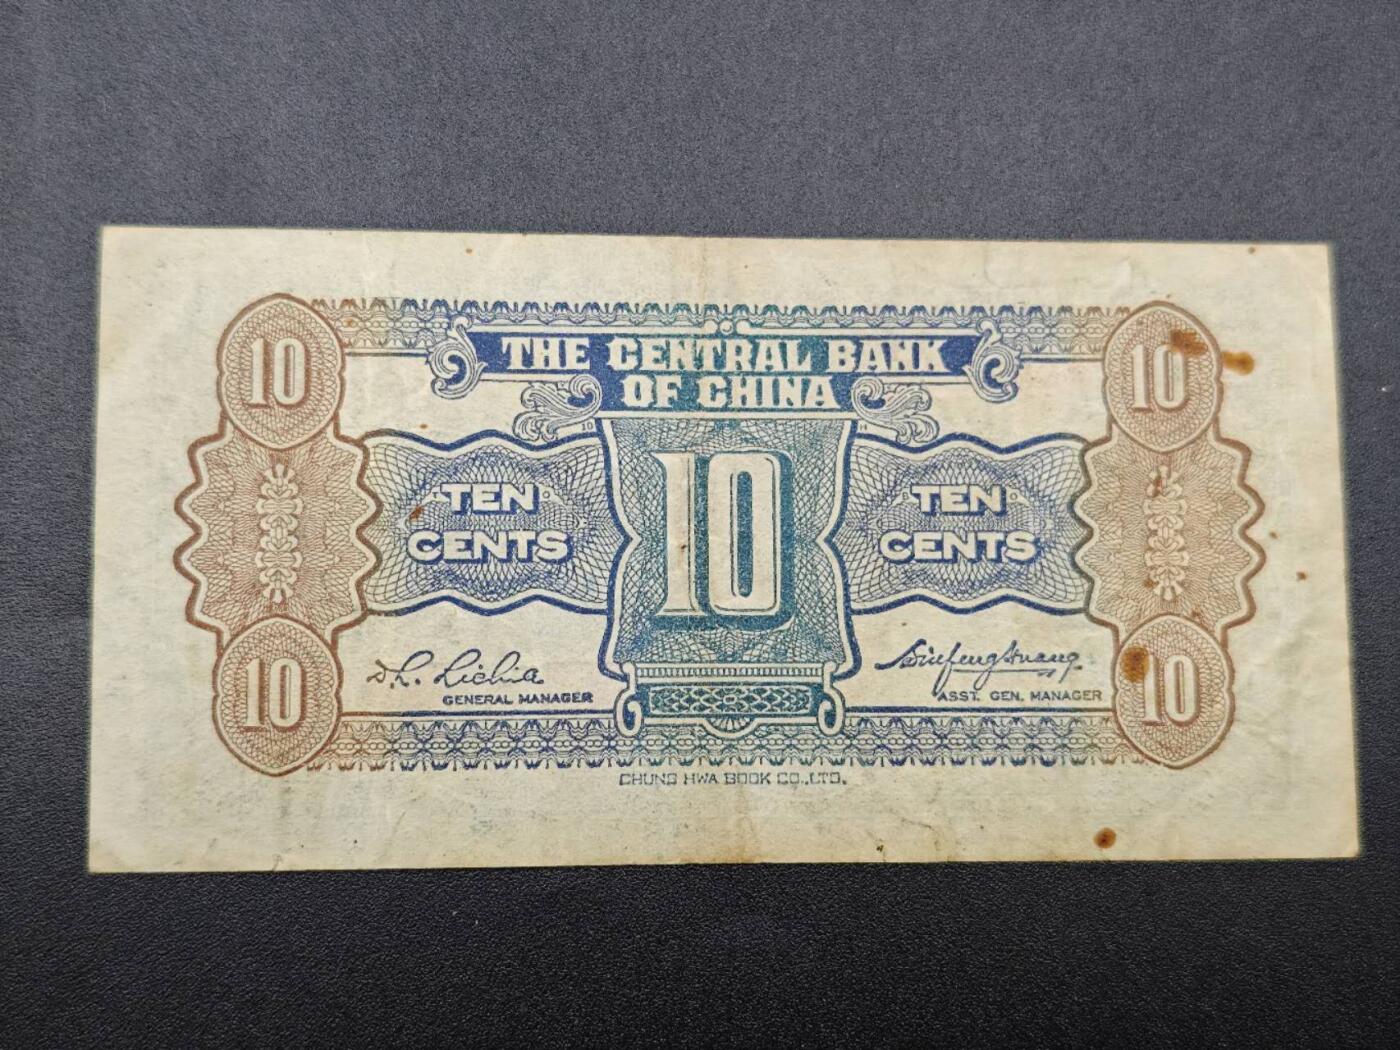 THE CENTRAL BANK
OF CHINA
10
10
10
TEN
CENTS
TEN
CENTS
GENERAL MANAGER
ASST. GEN. MANAGER
10
10
CHUNG HWA BOOK CO.,LTD.